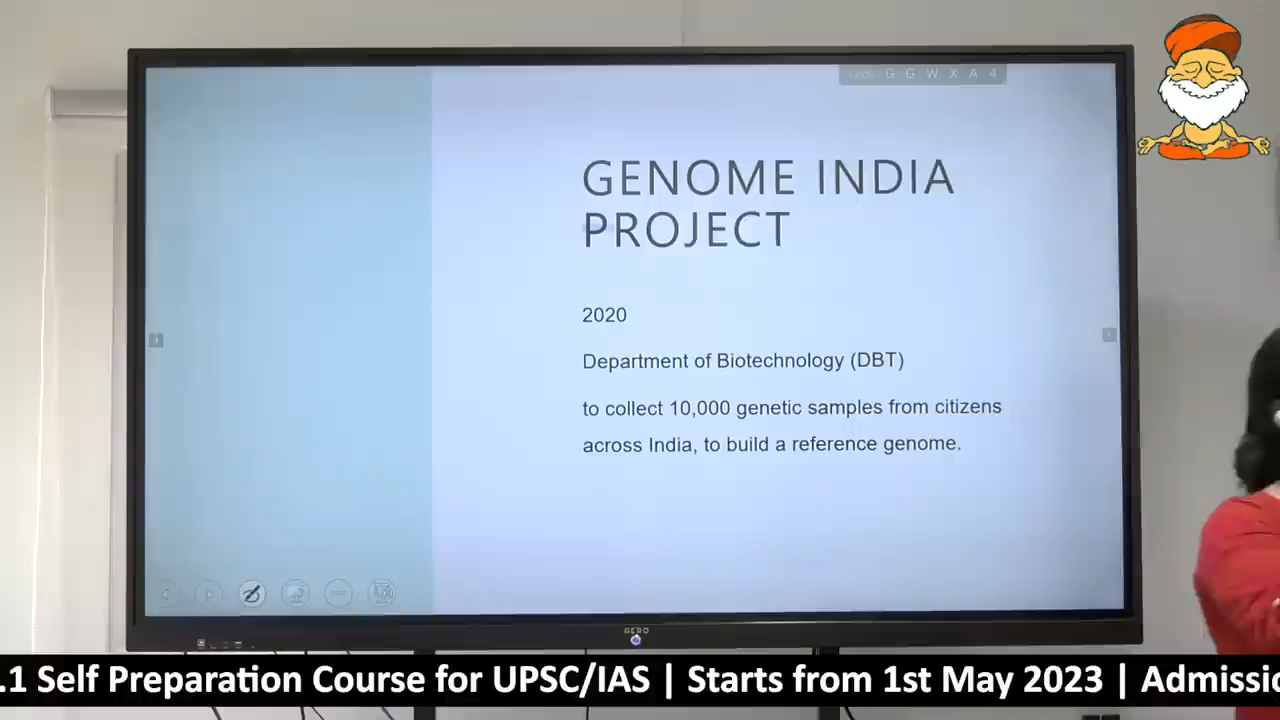 G G W X A 4
GENOME INDIA
PROJECT
2020
Department of Biotechnology (DBT)
to collect 10,000 genetic samples from citizens
across India, to build a reference genome.
.1 Self Preparation Course for UPSC/IAS | Starts from 1st May 2023 | Admissio